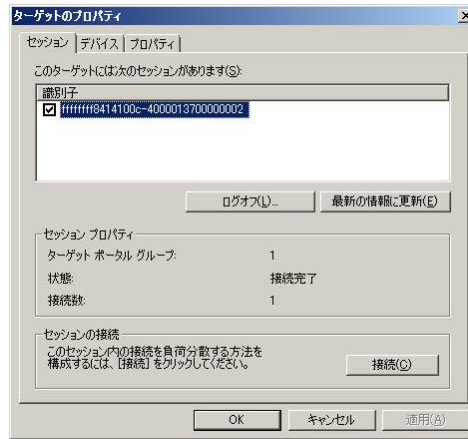 ターゲットのプロパティ
セッション デバイス プロパティ
このターゲットには次のセッションがあります(S):
識別子
ffffffff8414100c-4000013700000002
ログオフ(L)... 最新の情報に更新(E)
セッション プロパティ
ターゲット ポータル グループ: 1
状態: 接続完了
接続数: 1
セッションの接続
このセッション内の接続を負荷分散する方法を
構成するには、[接続] をクリックしてください。
接続(C)
OK キャンセル 適用(A)